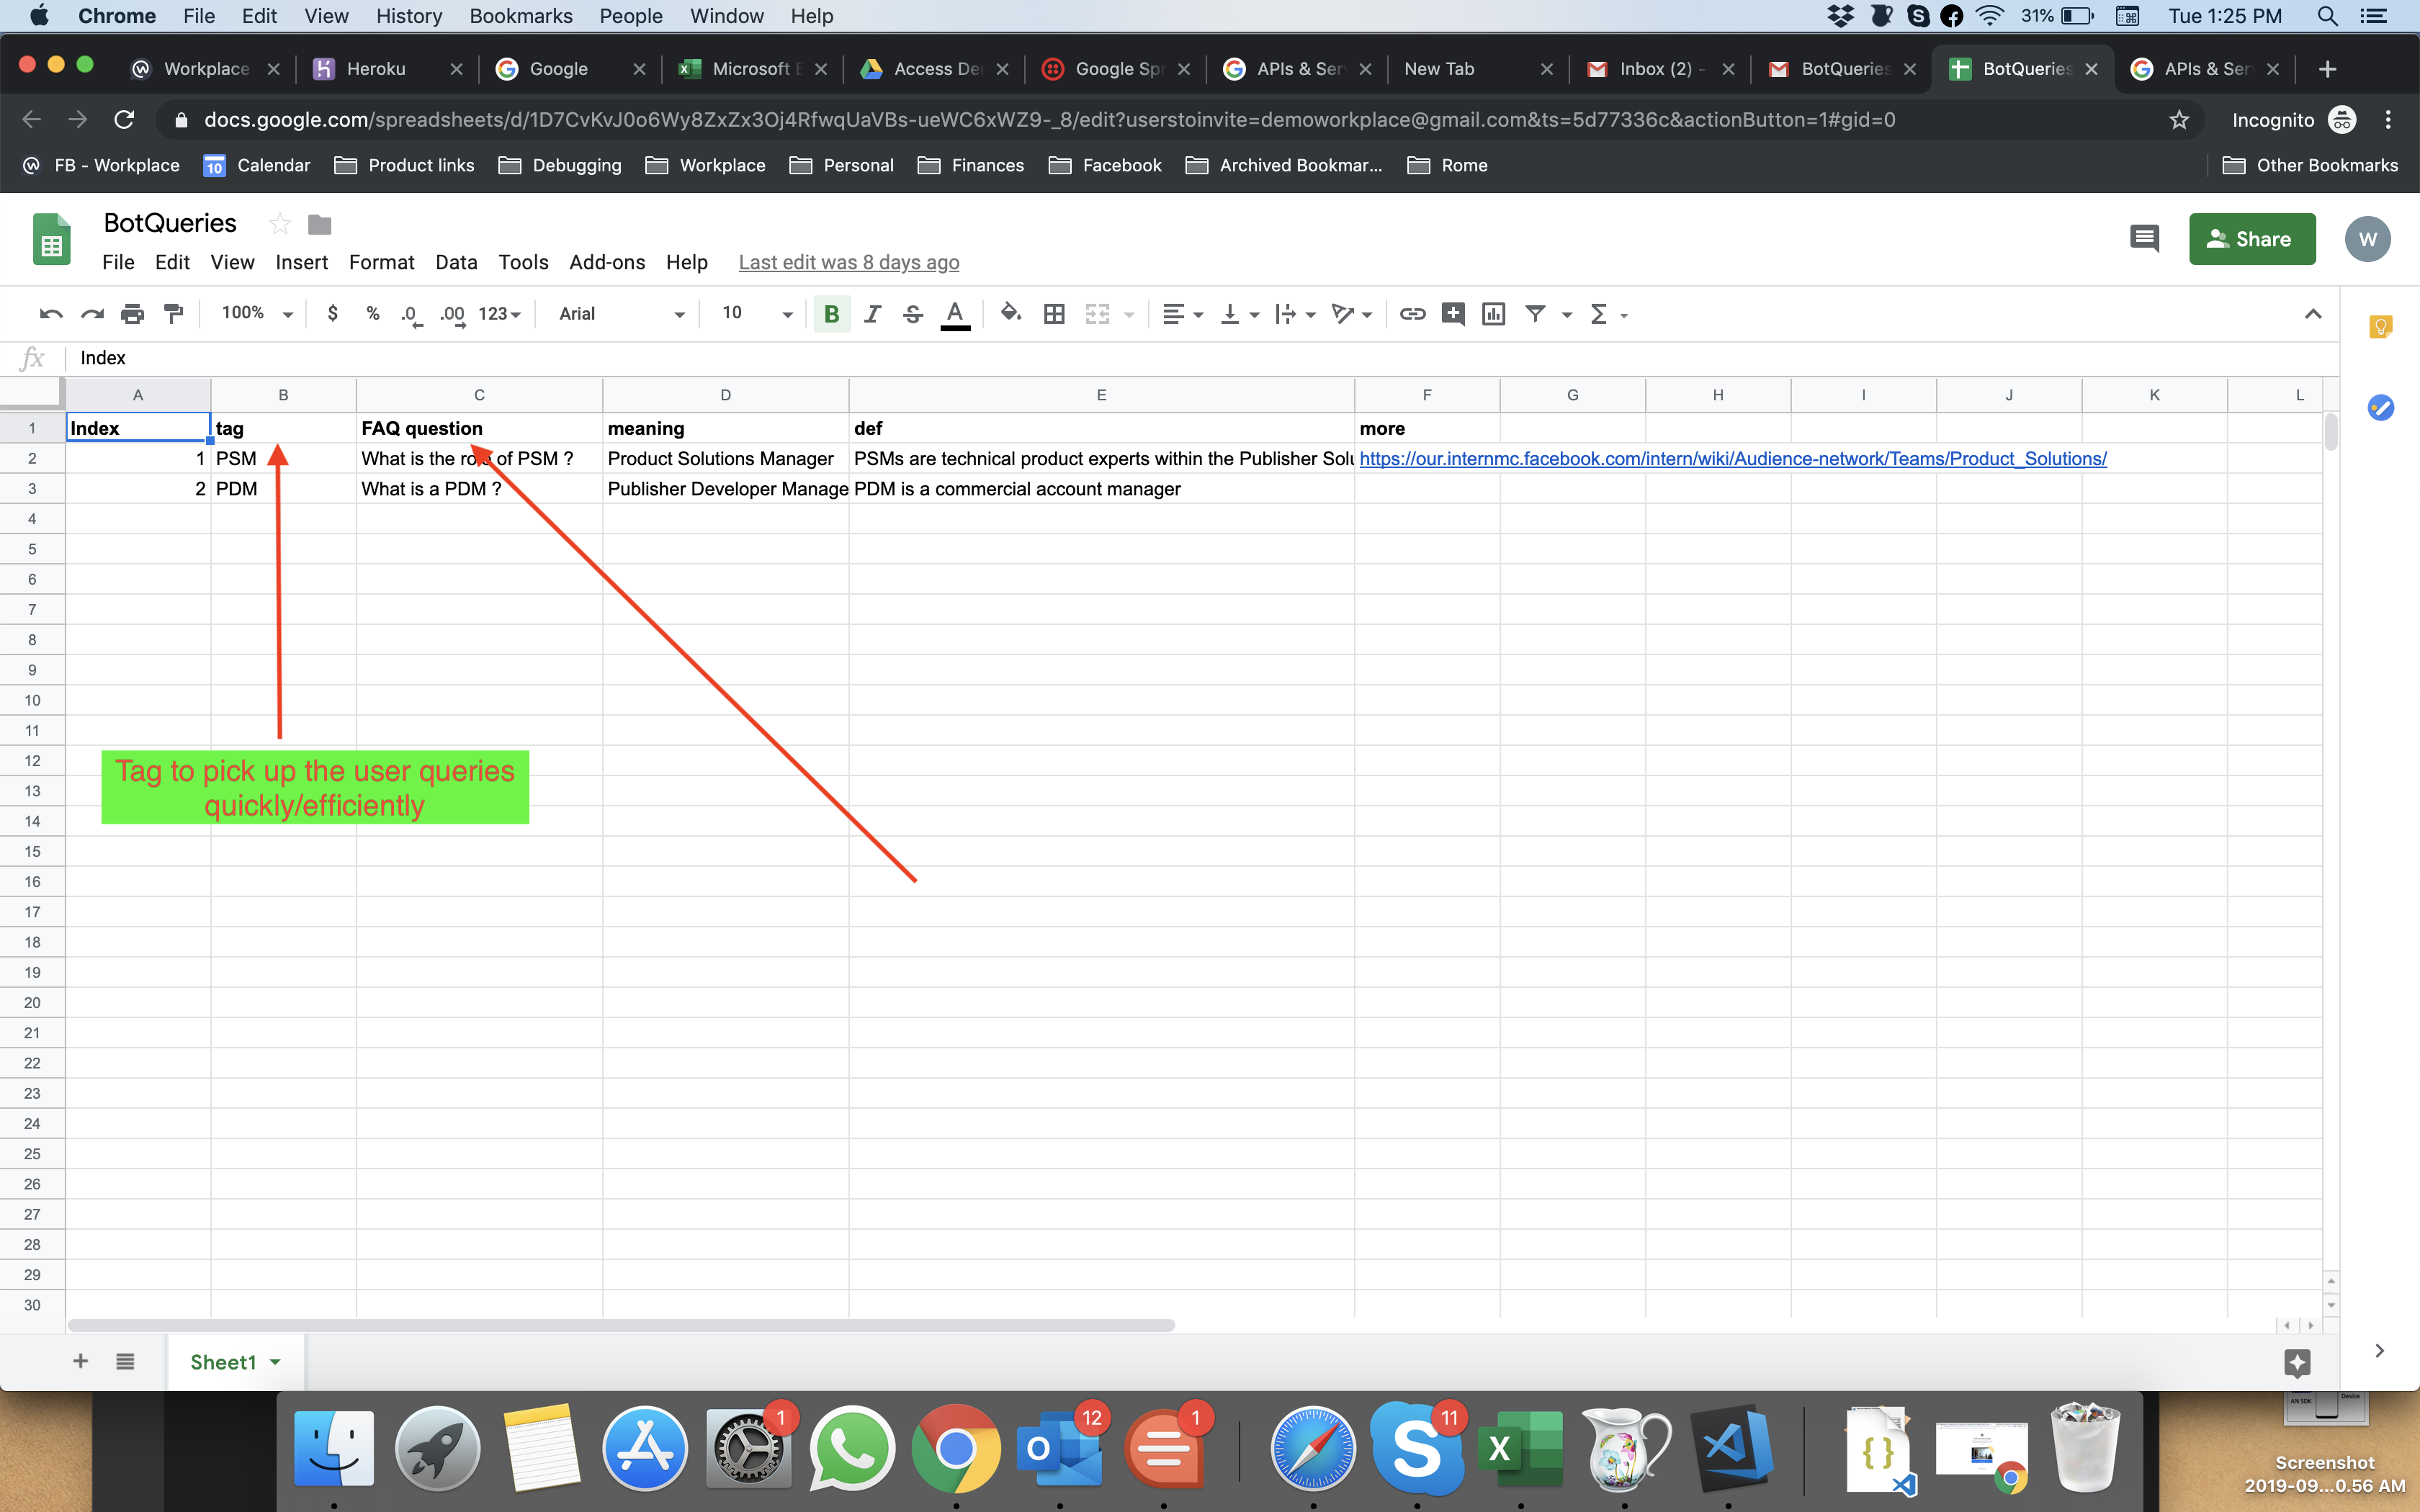 Chrome File Edit View History Bookmarks People Window Help 31% Tue 1:25 PM
Workplace Heroku Google Microsoft Access Google APIs & New Tab Inbox (2) - BotQueries BotQueries APIs &
docs.google.com/spreadsheets/d/1D7CvKvJ0o6Wy8ZxZx3Oj4RfwqUaVBs-ueWC6xWZ9-_8/edit?userstoinvite=demoworkplace@gmail.com&ts=5d77336c&actionButton=1#gid=0 Incognito
FB - Workplace 10 Calendar Product links Debugging Workplace Personal Finances Facebook Archived Bookmar... Rome Other Bookmarks
BotQueries
File Edit View Insert Format Data Tools Add-ons Help Last edit was 8 days ago Share W
100% $ % .0 .00 123 Arial 10 B I S A Σ
fx Index
A B C D E F G H I J K L
1 Index tag FAQ question meaning def more
2 1 PSM What is the role of PSM ? Product Solutions Manager PSMs are technical product experts within the Publisher https://our.internmc.facebook.com/intern/wiki/Audience-network/Teams/Product_Solutions/
3 2 PDM What is a PDM ? Publisher Developer Manage PDM is a commercial account manager
4
5
6
7
8
9
10
11
12
13
14
15
16
17
18
19
20
21
22
23
24
25
26
27
28
29
30
Tag to pick up the user queries
quickly/efficiently
Sheet1
1 12 1 11
AN SDK Device
Screenshot
2019-09...0.56 AM